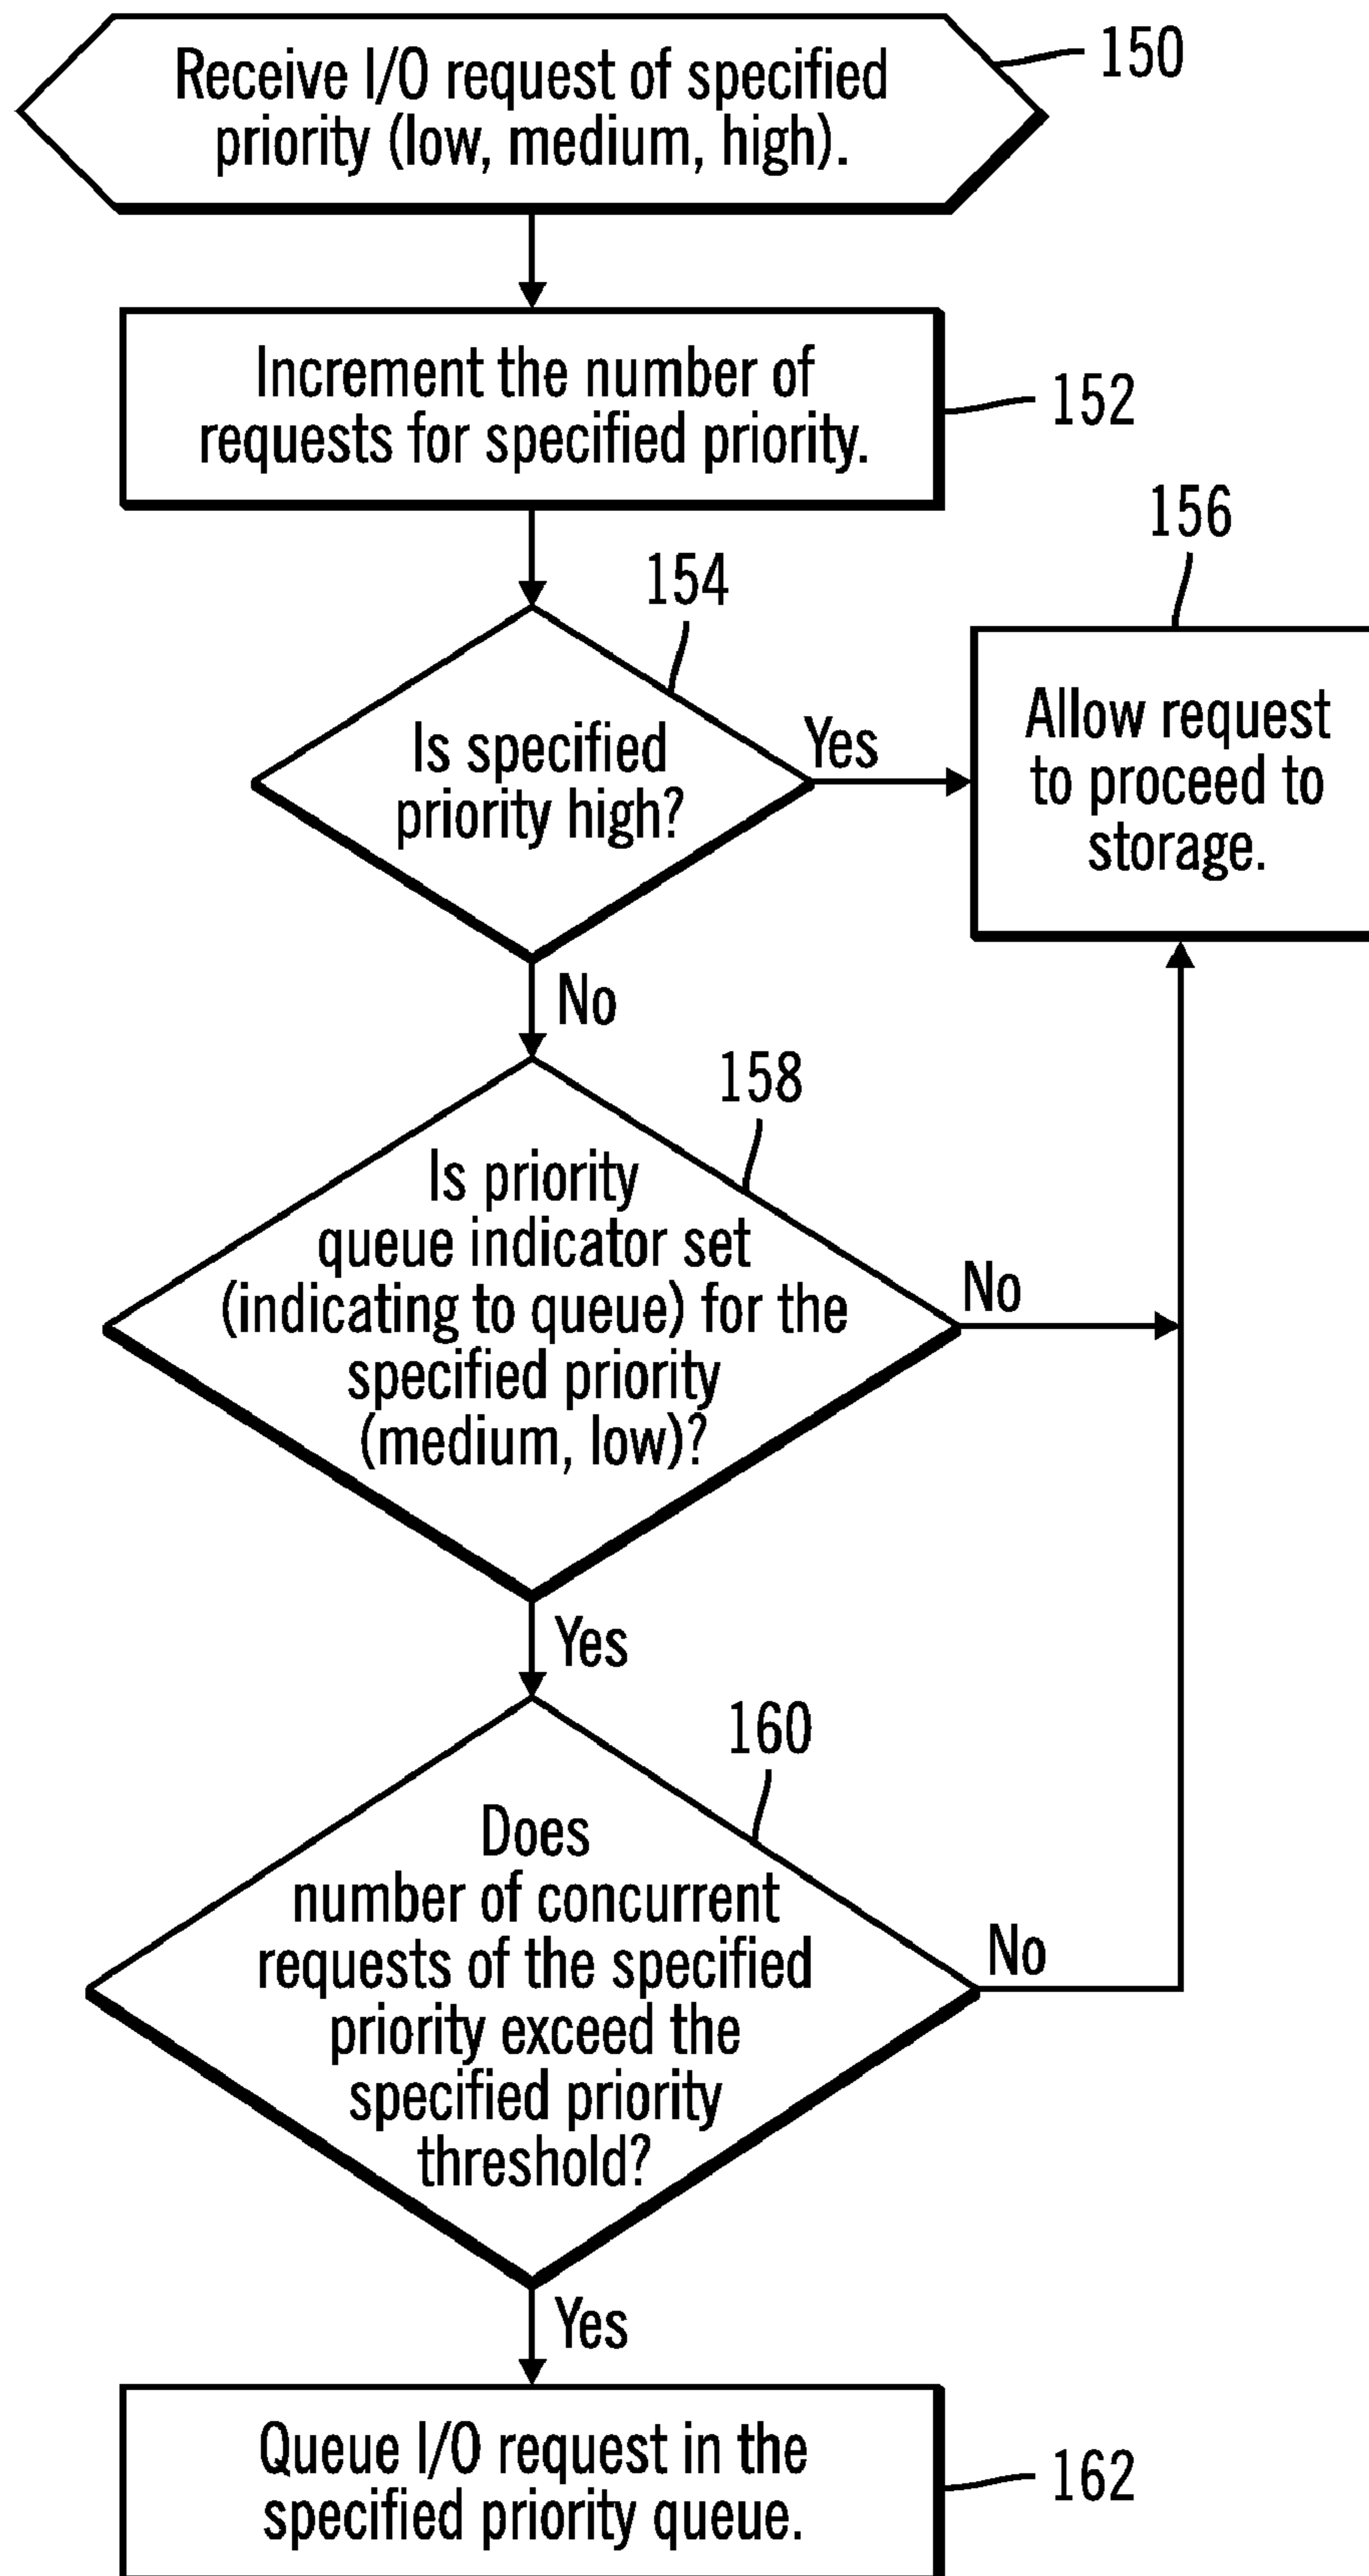 Receive I/O request of specified
priority (low, medium, high).
150
Increment the number of
requests for specified priority.
152
154
156
Is specified
priority high?
Yes
Allow request
to proceed to
storage.
No
158
Is priority
queue indicator set
(indicating to queue) for the
specified priority
(medium, low)?
No
Yes
160
Does
number of concurrent
requests of the specified
priority exceed the
specified priority
threshold?
No
Yes
Queue I/O request in the
specified priority queue.
162